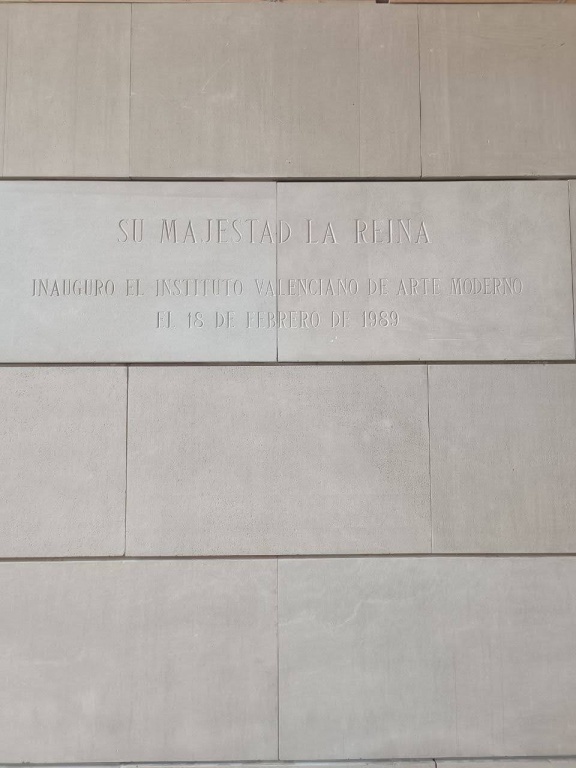 SU MAJESTAD LA REINA
INAUGURO EL INSTITUTO VALENCIANO DE ARTE MODERNO
EL 18 DE FEBRERO DE 1989